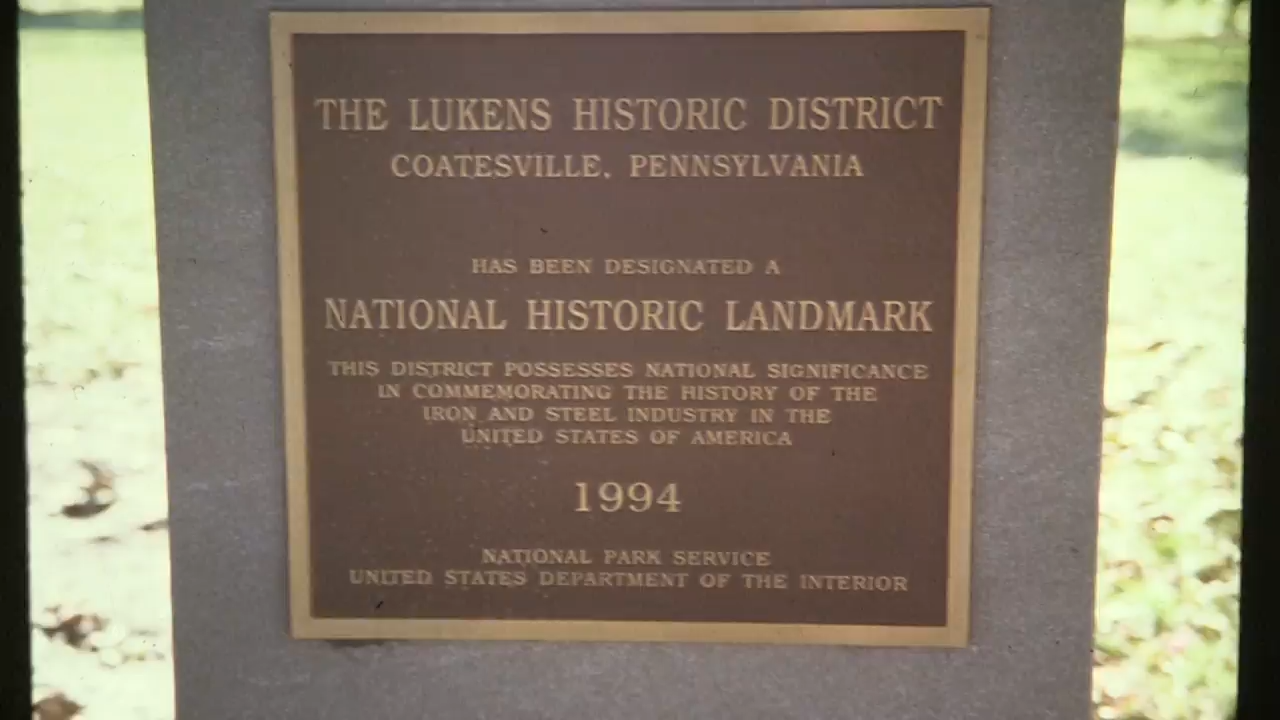 THE LUKENS HISTORIC DISTRICT
COATESVILLE, PENNSYLVANIA
HAS BEEN DESIGNATED A
NATIONAL HISTORIC LANDMARK
THIS DISTRICT POSSESSES NATIONAL SIGNIFICANCE
IN COMMEMORATING THE HISTORY OF THE
IRON AND STEEL INDUSTRY IN THE
UNITED STATES OF AMERICA
1994
NATIONAL PARK SERVICE
UNITED STATES DEPARTMENT OF THE INTERIOR